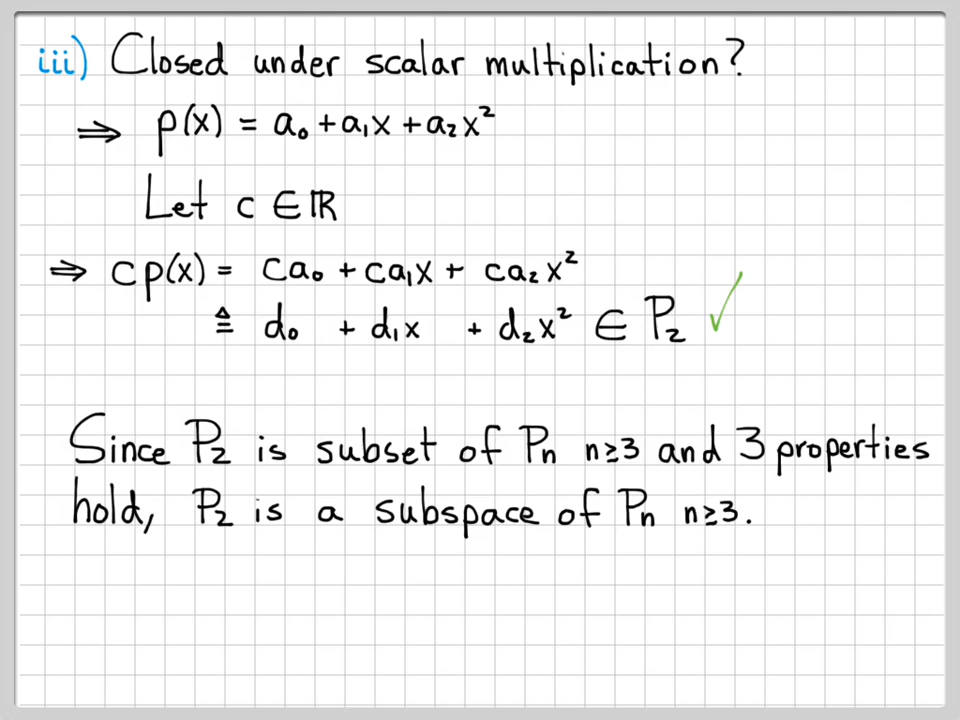 iii) Closed under scalar multiplication?
⇒ p(x) = a₀ + a₁x + a₂x²
Let c ∈ ℝ
⇒ cp(x) = ca₀ + ca₁x + ca₂x²
≙ d₀ + d₁x + d₂x² ∈ P₂ ✓
Since P₂ is subset of Pₙ n≥3 and 3 properties
hold, P₂ is a subspace of Pₙ n≥3.